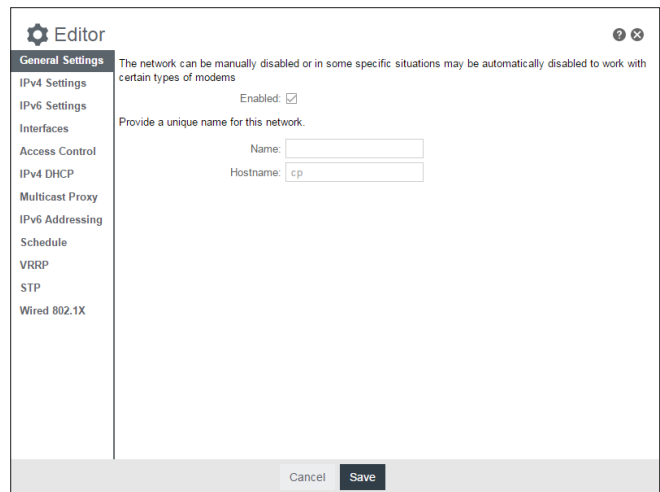 Editor
General Settings
IPv4 Settings
IPv6 Settings
Interfaces
Access Control
IPv4 DHCP
Multicast Proxy
IPv6 Addressing
Schedule
VRRP
STP
Wired 802.1X
The network can be manually disabled or in some specific situations may be automatically disabled to work with
certain types of modems
Enabled:
Provide a unique name for this network.
Name:
Hostname: cp
Cancel Save